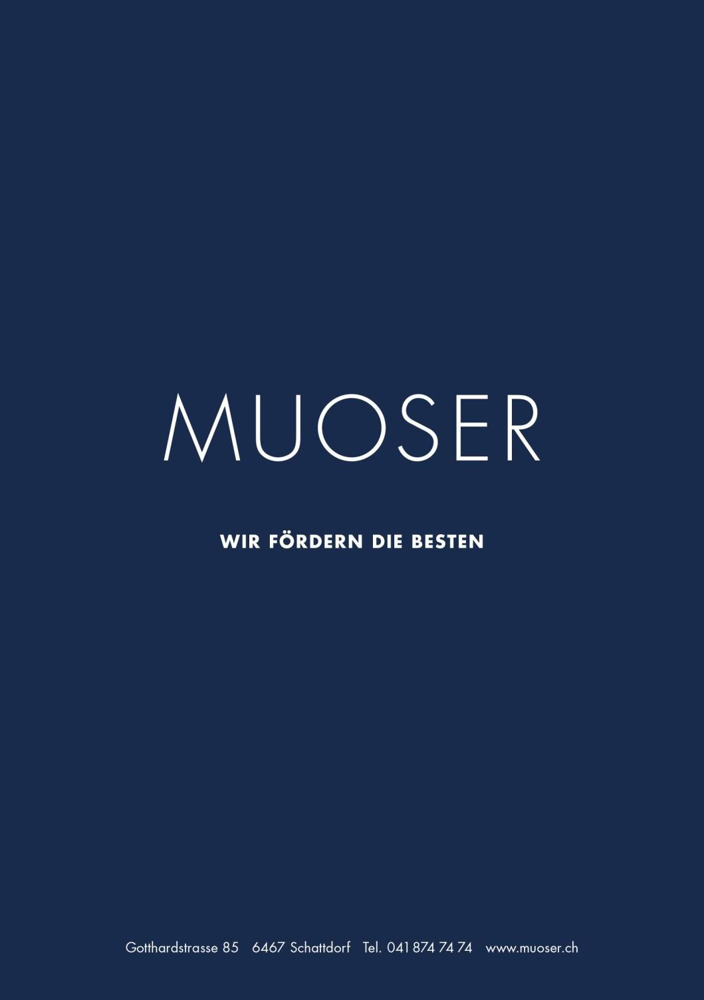 MUOSER
WIR FÖRDERN DIE BESTEN
Gotthardstrasse 85 6467 Schattdorf Tel. 041 874 74 74 www.muoser.ch